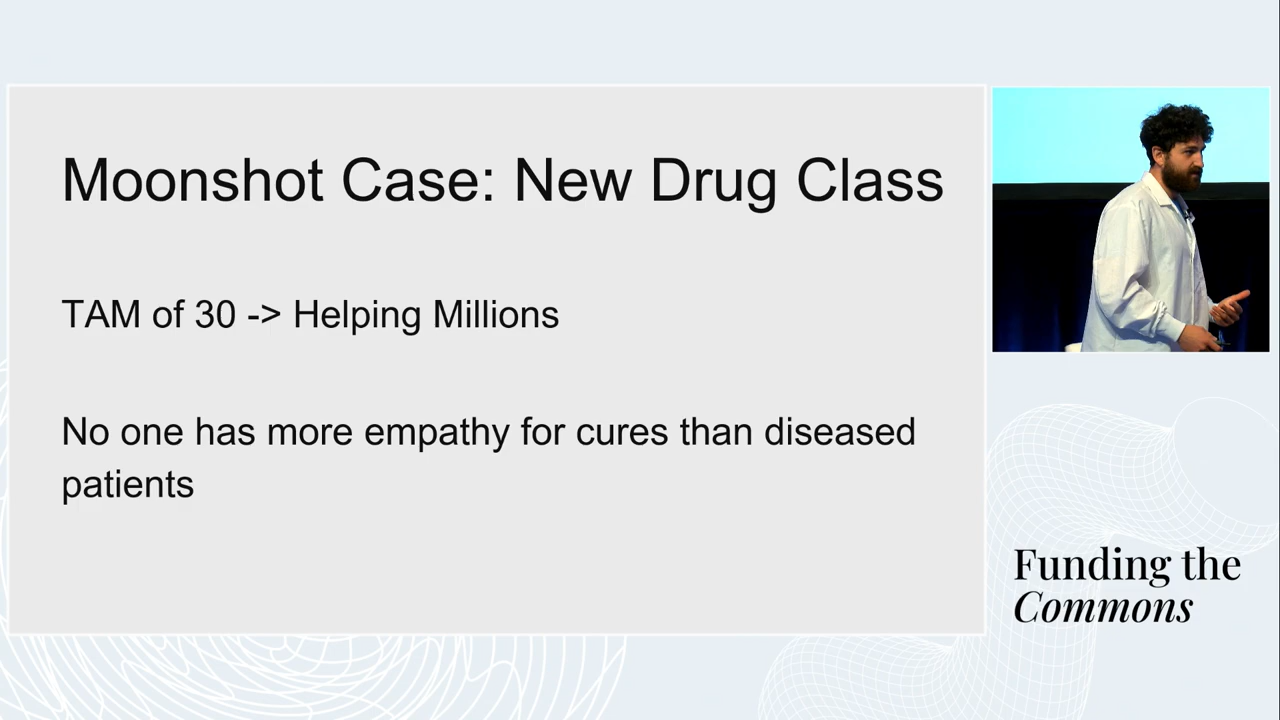 Moonshot Case: New Drug Class
TAM of 30 -> Helping Millions
No one has more empathy for cures than diseased
patients
Funding the
Commons